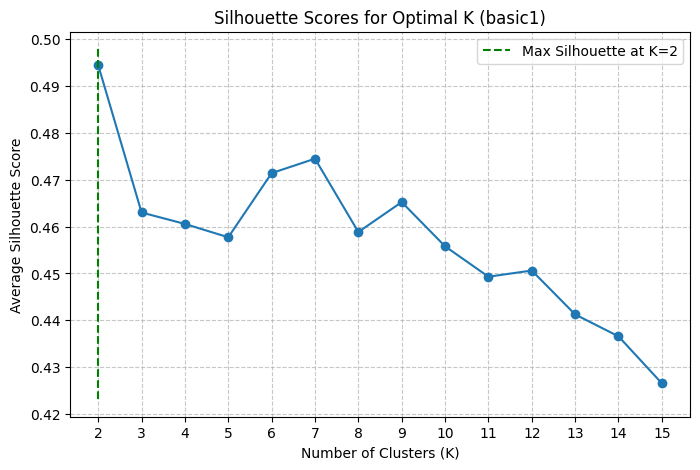 Silhouette Scores for Optimal K (basic1)
Max Silhouette at K=2
Average Silhouette Score
0.50
0.49
0.48
0.47
0.46
0.45
0.44
0.43
0.42
2 3 4 5 6 7 8 9 10 11 12 13 14 15
Number of Clusters (K)